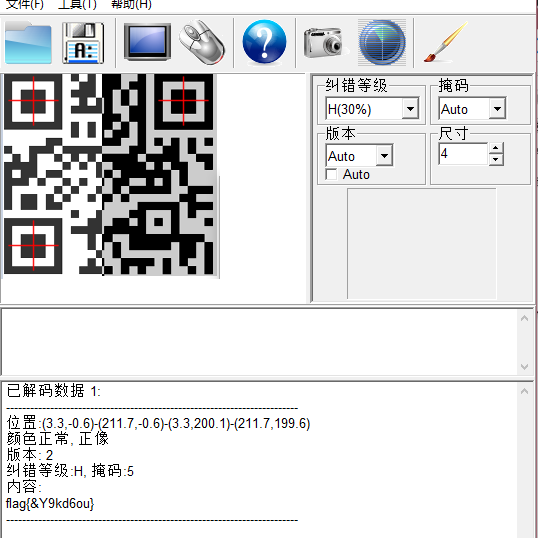 文件(F) 工具(T) 帮助(H)
A:
?
纠错等级
掩码
H(30%)
Auto
版本
尺寸
Auto
4
Auto
已解码数据 1:
--------------------------------------------------------------------------
位置:(3.3,-0.6)-(211.7,-0.6)-(3.3,200.1)-(211.7,199.6)
颜色正常, 正像
版本: 2
纠错等级:H, 掩码:5
内容:
flag{&Y9kd6ou}
--------------------------------------------------------------------------